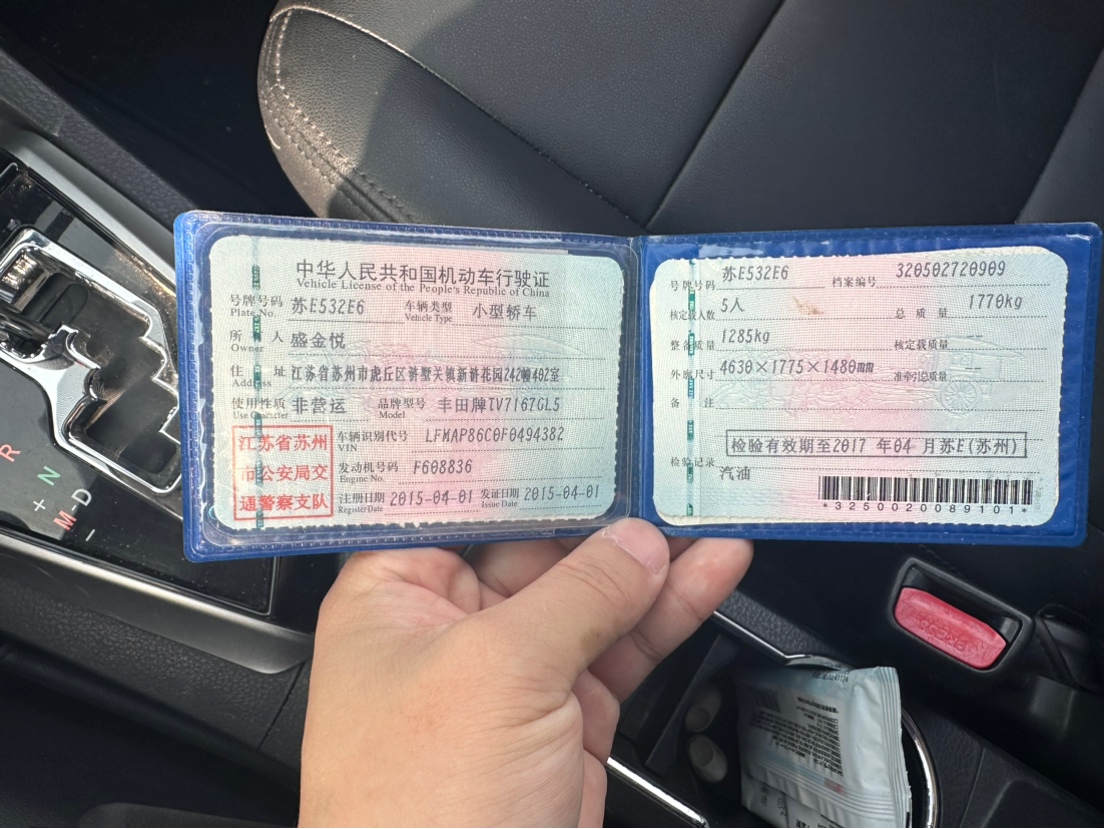 中华人民共和国机动车行驶证
Vehicle License of the People's Republic of China
号牌号码 苏E532E6 车辆类型 小型轿车
Plate No. Vehicle Type
所有人 盛金悦
Owner
住址 江苏省苏州市虎丘区浒墅关镇新浒花园242幢402室
Address
使用性质 非营运 品牌型号 丰田牌TV7167GL5
Use Character Model
江苏省苏州
市公安局交
通警察支队
车辆识别代号 LFMAP86C0F0494382
VIN
发动机号码 F608836
Engine No.
注册日期 2015-04-01 发证日期 2015-04-01
Register Date Issue Date
号牌号码 苏E532E6 档案编号 320502720909
核定载人数 5人 总质量 1770kg
整备质量 1285kg 核定载质量 --
外廓尺寸 4630×1775×1480mm 准牵引总质量 --
备注
检验记录 检验有效期至2017 年04 月苏E(苏州)
汽油
*3250020089101*
R
N
+
M-D
-
PRESS